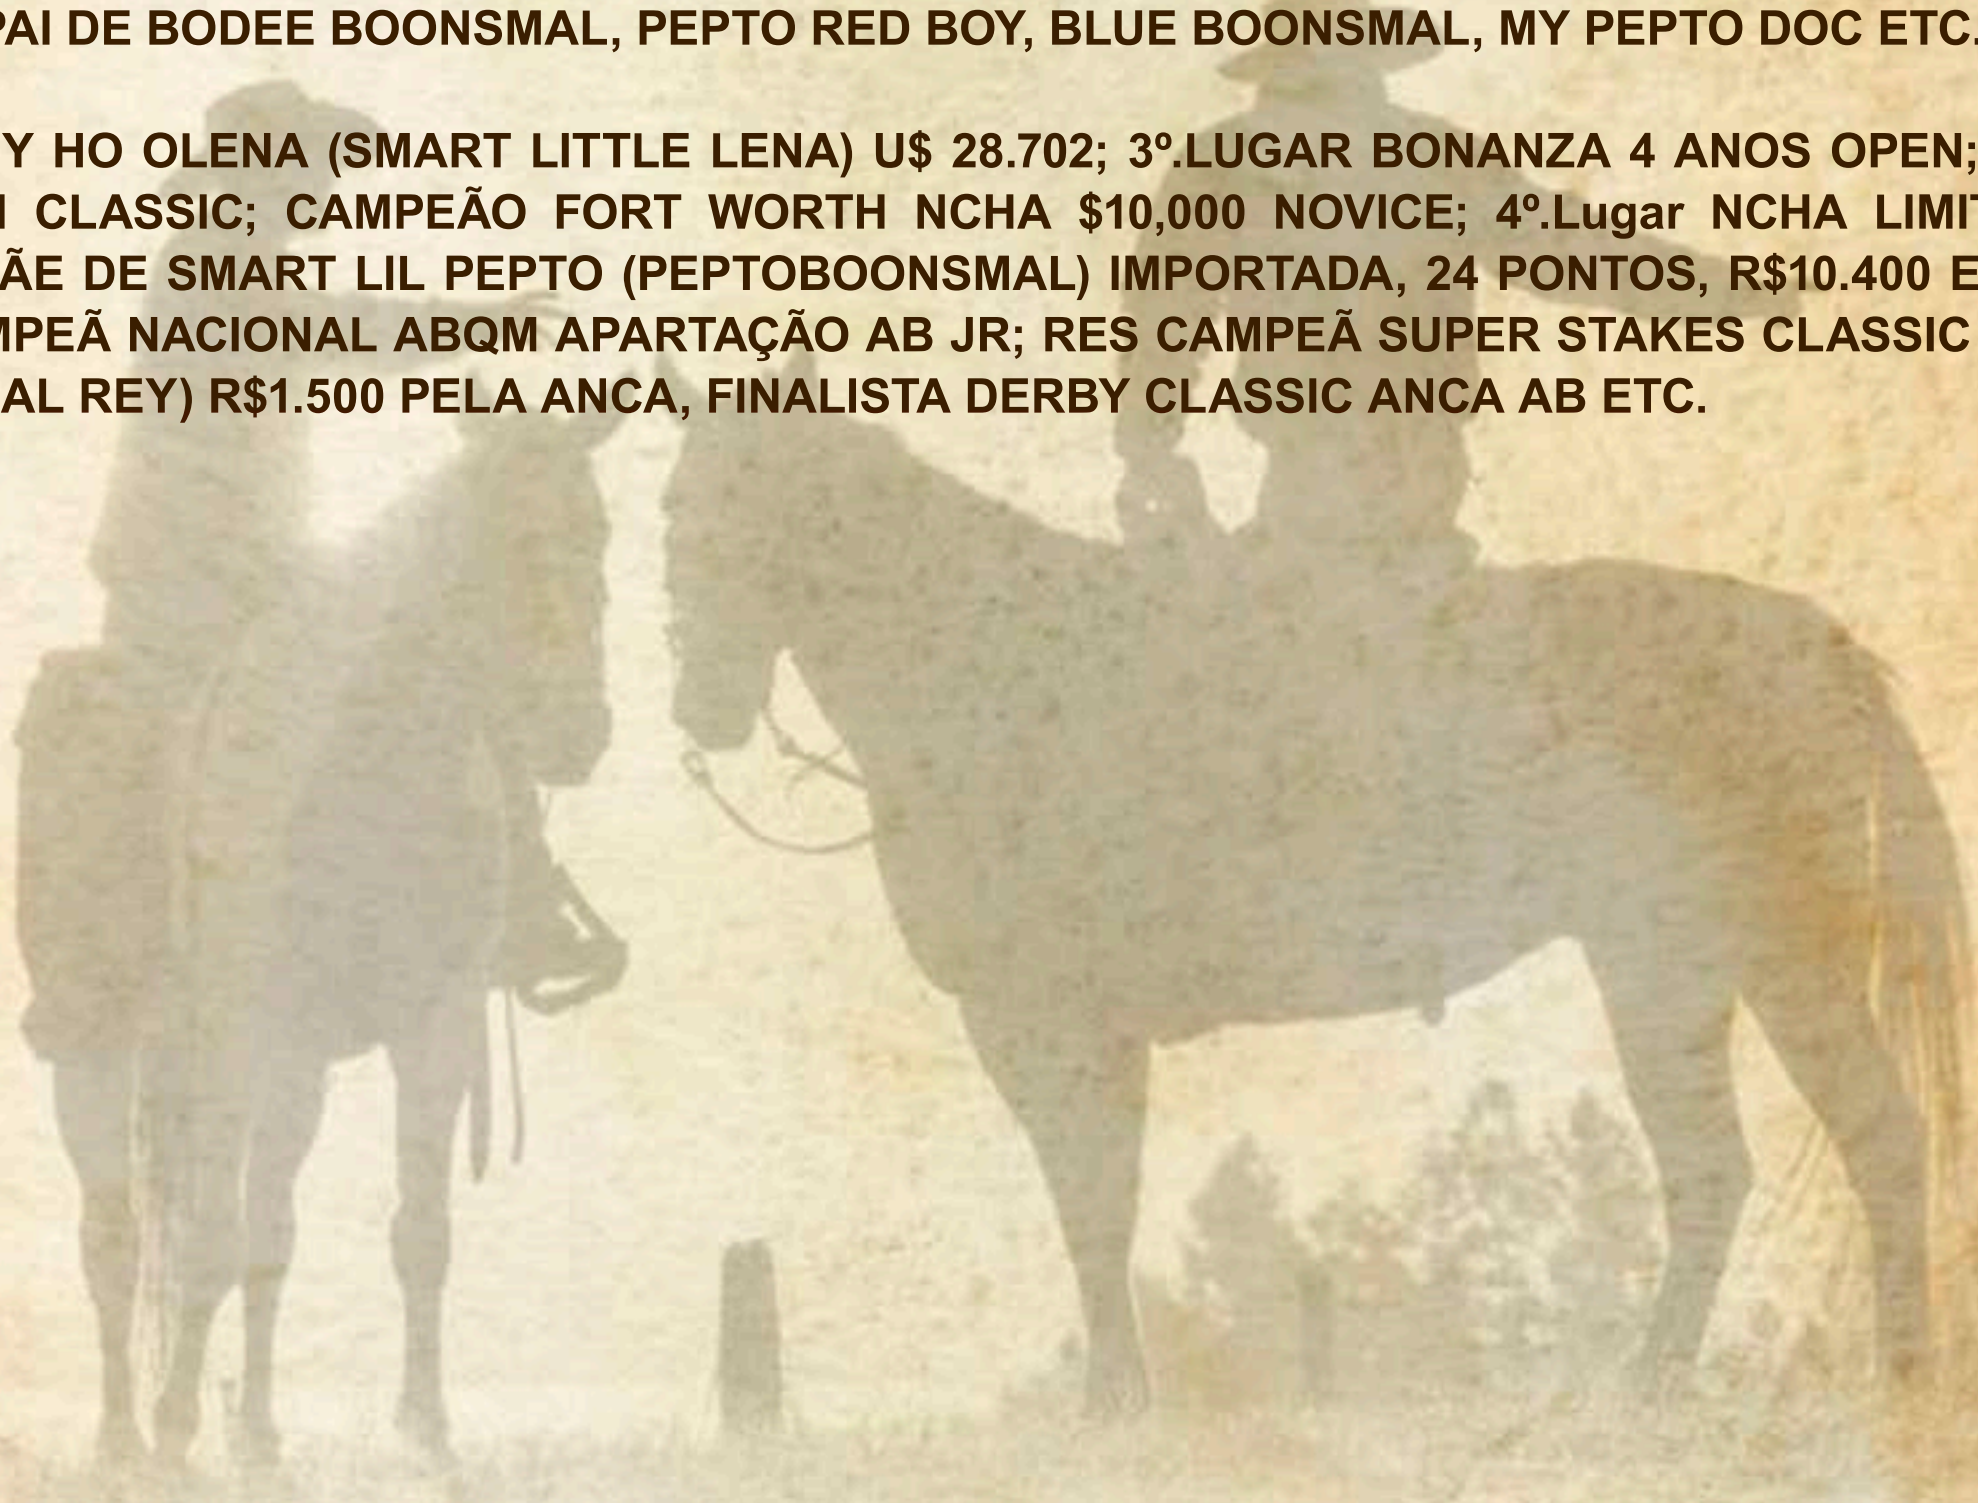 PAI DE BODEE BOONSMAL, PEPTO RED BOY, BLUE BOONSMAL, MY PEPTO DOC ETC.
Y HO OLENA (SMART LITTLE LENA) U$ 28.702; 3º.LUGAR BONANZA 4 ANOS OPEN;
CLASSIC; CAMPEÃO FORT WORTH NCHA $10,000 NOVICE; 4º.Lugar NCHA LIMIT
ÃE DE SMART LIL PEPTO (PEPTOBOONSMAL) IMPORTADA, 24 PONTOS, R$10.400 E
MPEÃ NACIONAL ABQM APARTAÇÃO AB JR; RES CAMPEÃ SUPER STAKES CLASSIC
AL REY) R$1.500 PELA ANCA, FINALISTA DERBY CLASSIC ANCA AB ETC.